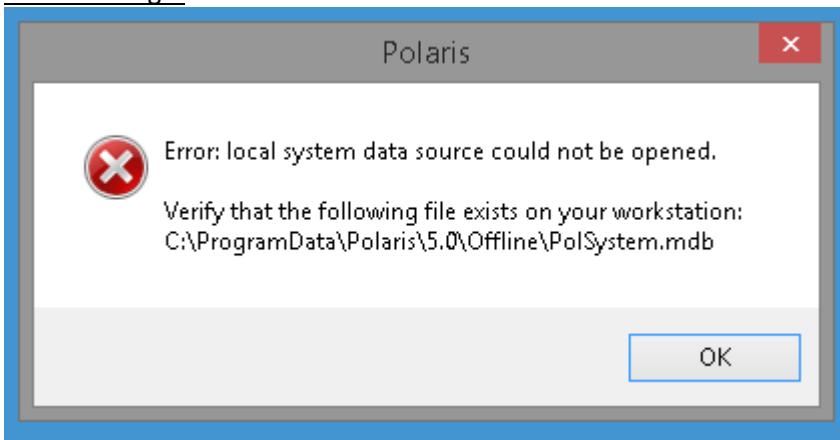 Polaris
Error: local system data source could not be opened.
Verify that the following file exists on your workstation:
C:\ProgramData\Polaris\5.0\Offline\PolSystem.mdb
OK